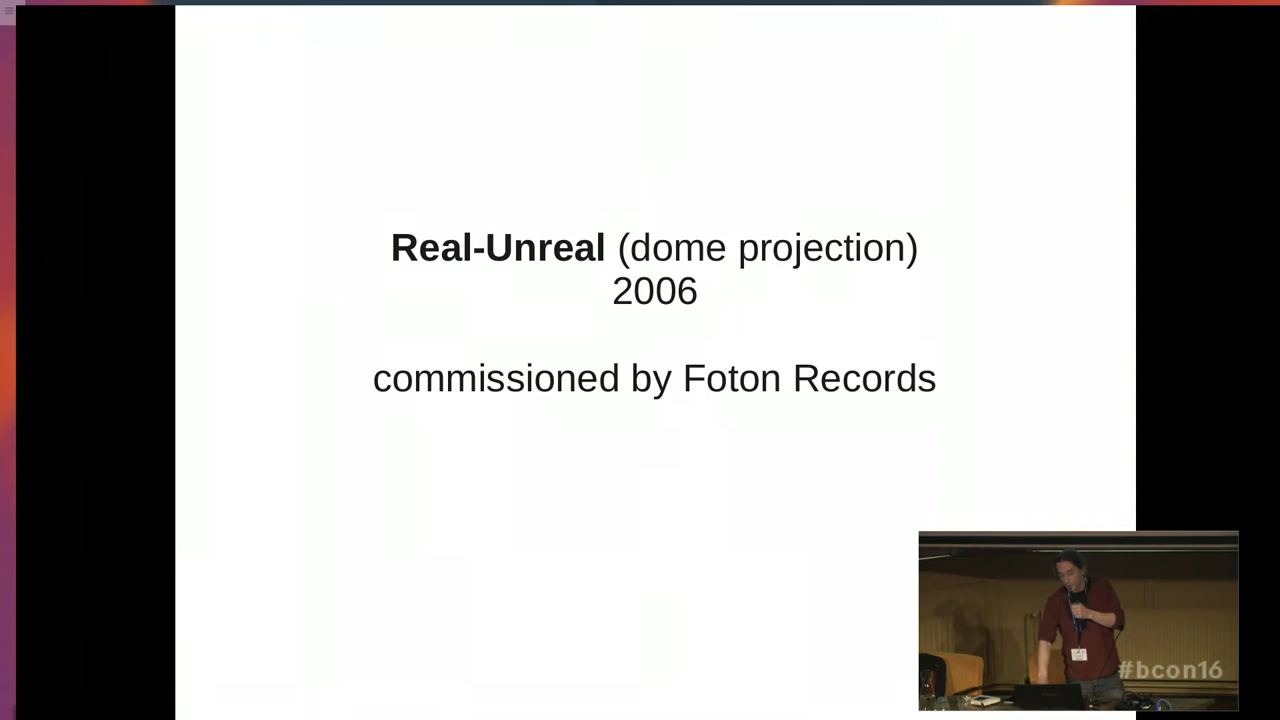 Real-Unreal (dome projection)
2006
commissioned by Foton Records
#bcon16